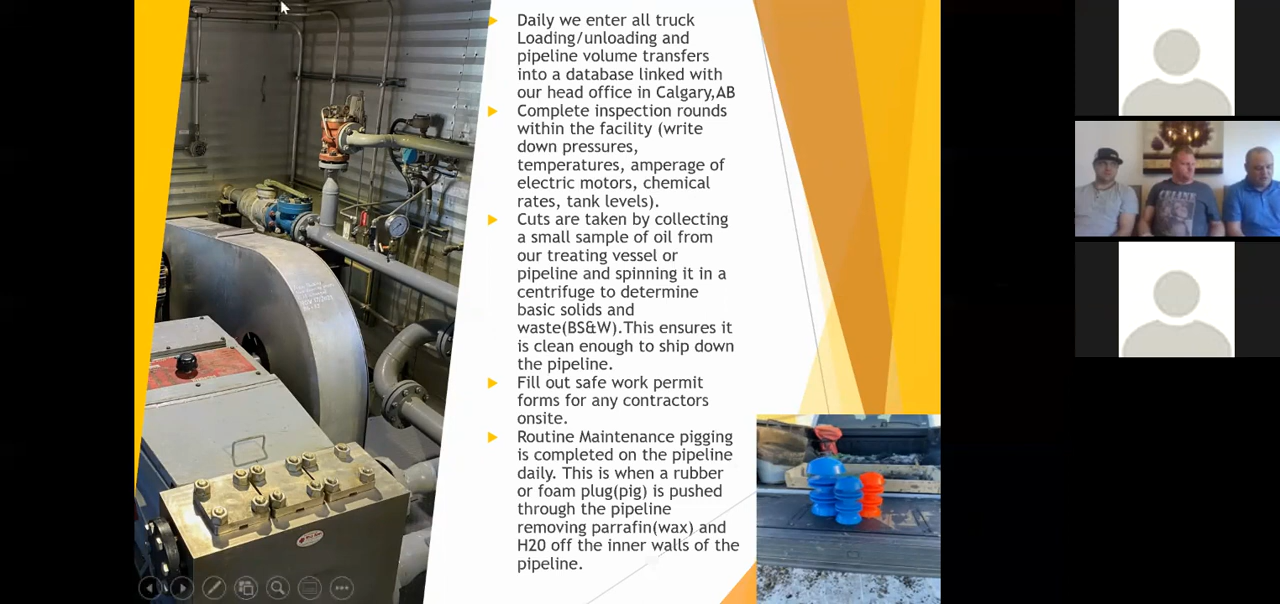 Daily we enter all truck
Loading/unloading and
pipeline volume transfers
into a database linked with
our head office in Calgary,AB
Complete inspection rounds
within the facility (write
down pressures,
temperatures, amperage of
electric motors, chemical
rates, tank levels).
Cuts are taken by collecting
a small sample of oil from
our treating vessel or
pipeline and spinning it in a
centrifuge to determine
basic solids and
waste(BS&W).This ensures it
is clean enough to ship down
the pipeline.
Fill out safe work permit
forms for any contractors
onsite.
Routine Maintenance pigging
is completed on the pipeline
daily. This is when a rubber
or foam plug(pig) is pushed
through the pipeline
removing parrafin(wax) and
H20 off the inner walls of the
pipeline.